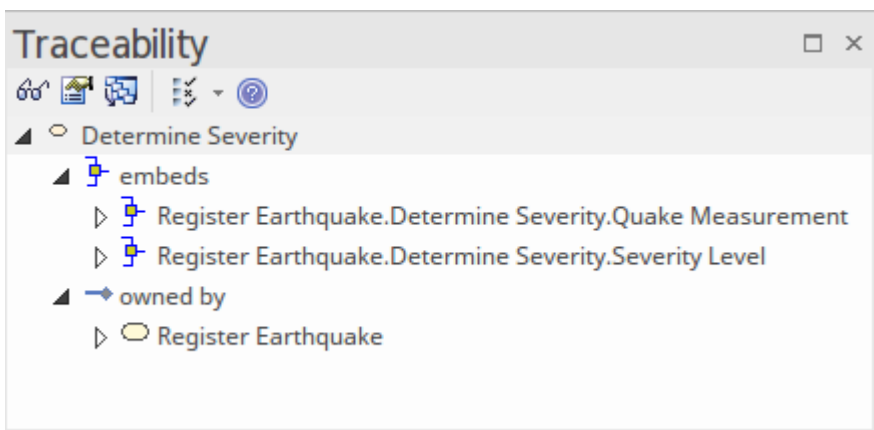 Traceability
Determine Severity
embeds
Register Earthquake.Determine Severity.Quake Measurement
Register Earthquake.Determine Severity.Severity Level
owned by
Register Earthquake